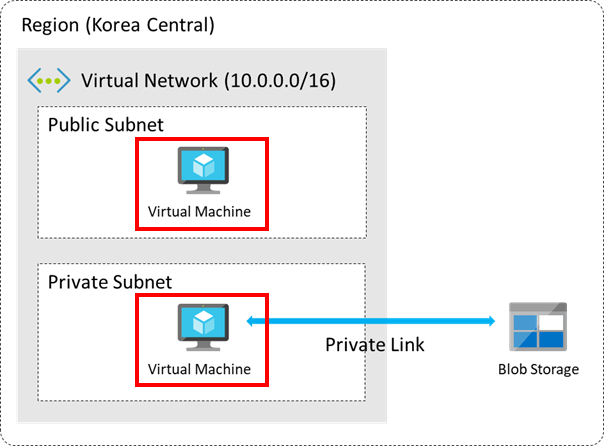 Region (Korea Central)
Virtual Network (10.0.0.0/16)
Public Subnet
Virtual Machine
Private Subnet
Virtual Machine
Private Link
Blob Storage